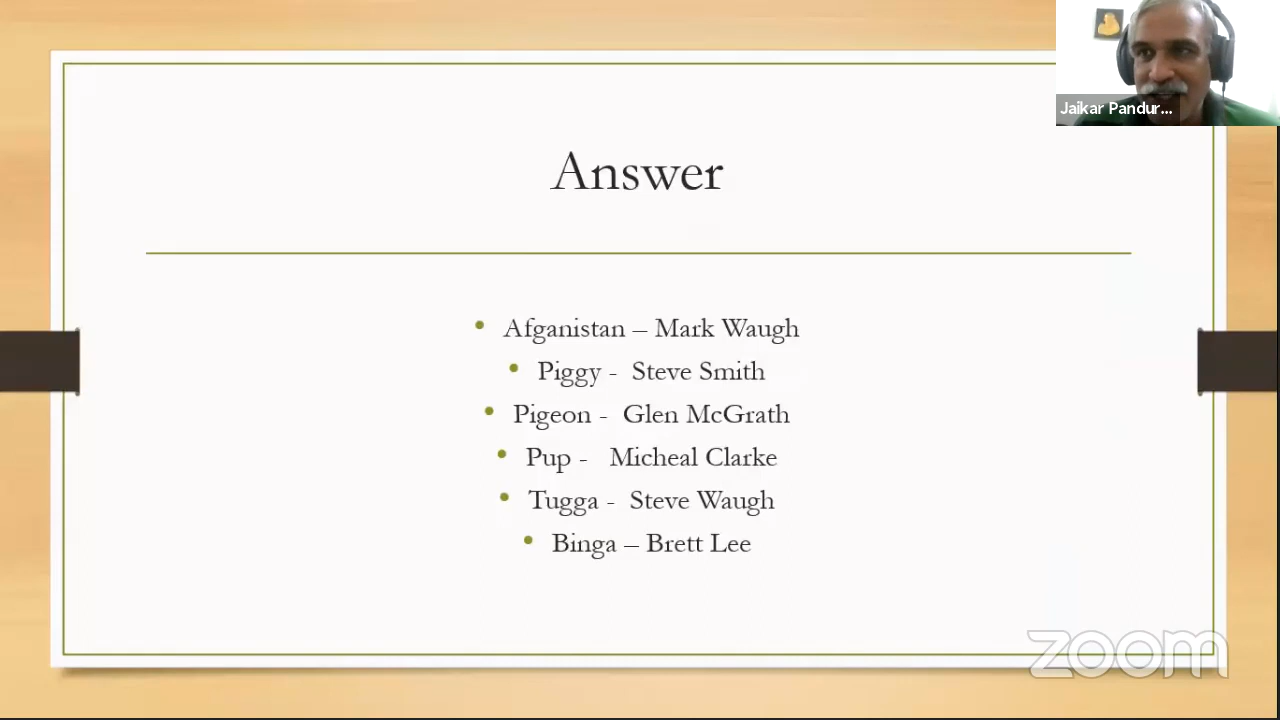 Jaikar Pandur...
Answer
• Afganistan – Mark Waugh
• Piggy - Steve Smith
• Pigeon - Glen McGrath
• Pup - Micheal Clarke
• Tugga - Steve Waugh
• Binga – Brett Lee
zoom